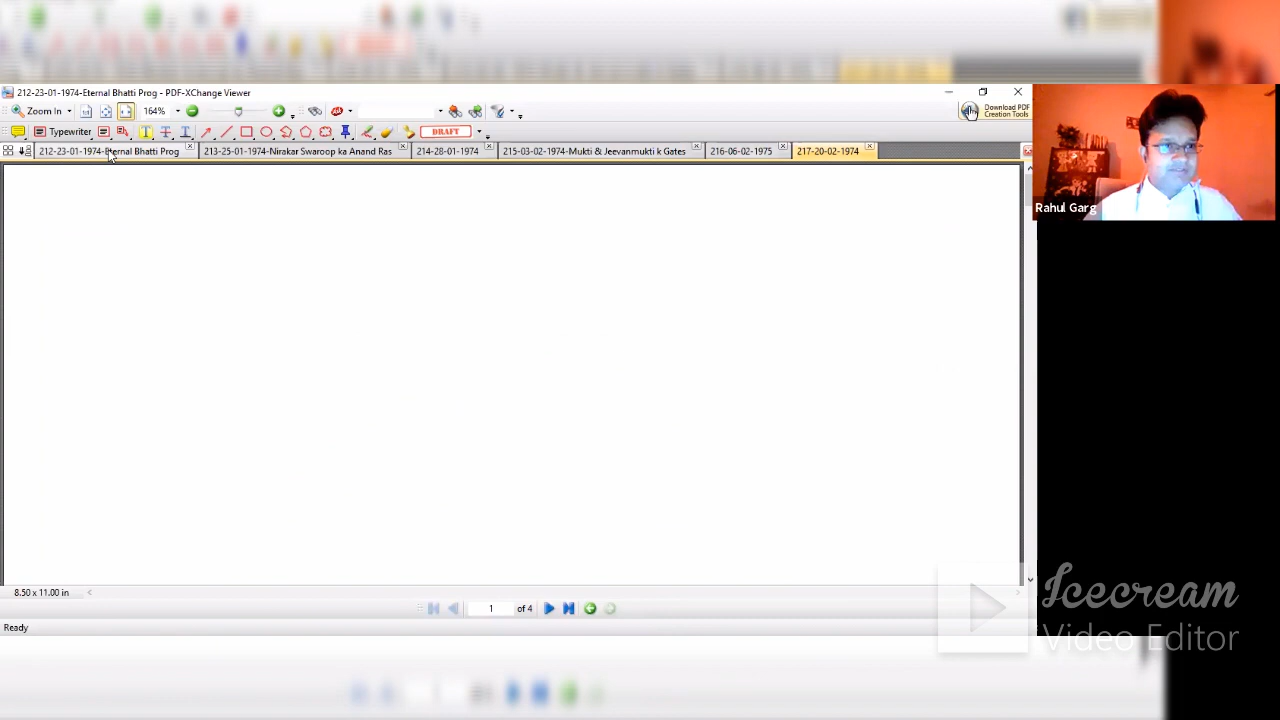 212-23-01-1974-Eternal Bhatti Prog - PDF-XChange Viewer
Zoom In 164% Download PDF Creation Tools
Typewriter DRAFT
212-23-01-1974-Eternal Bhatti Prog 213-25-01-1974-Nirakar Swaroop ka Anand Ras 214-28-01-1974 215-03-02-1974-Mukti & Jeevanmukti k Gates 216-06-02-1975 217-20-02-1974
Rahul Garg
8.50 x 11.00 in
1 of 4
Ready
Icecream
Video Editor